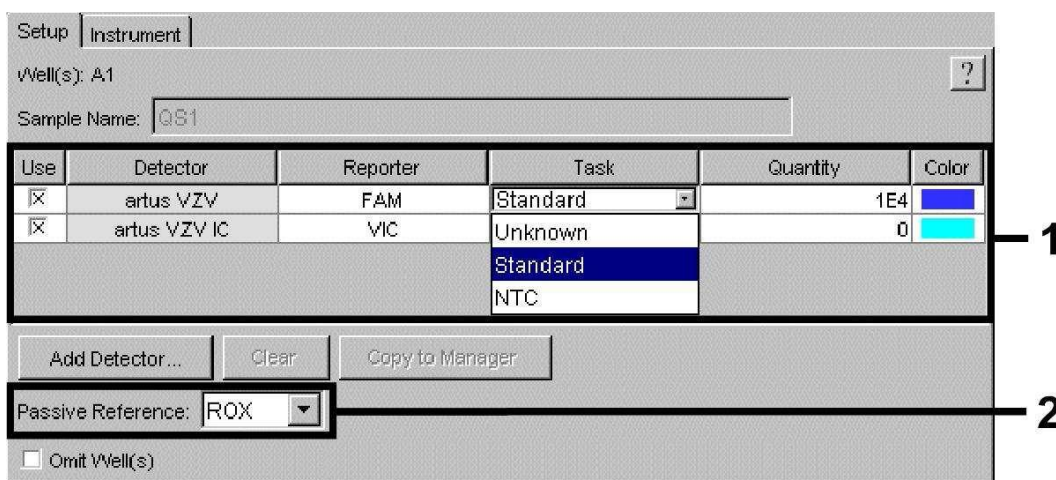 Setup Instrument
Well(s): A1
?
Sample Name: QS1
Use Detector Reporter Task Quantity Color
artus VZV FAM Standard 1E4
artus VZV IC VIC Unknown 0
Standard
NTC
1
Add Detector... Clear Copy to Manager
Passive Reference: ROX
2
Omit Well(s)